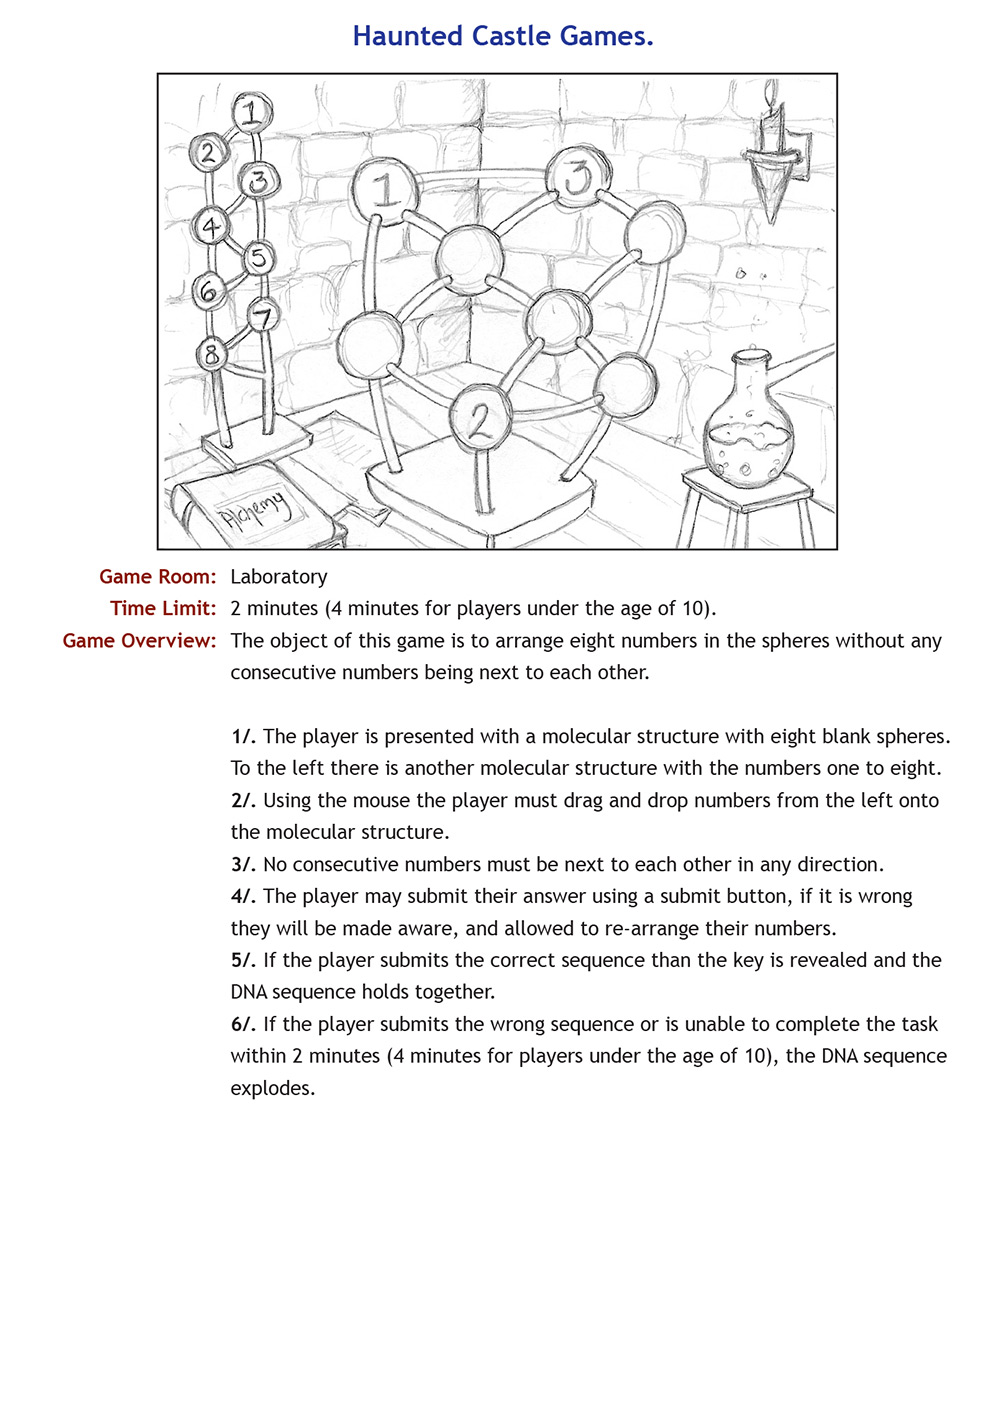 Haunted Castle Games.
1
2
3
4
5
6
7
8
1
3
2
Alchemy
Game Room: Laboratory
Time Limit: 2 minutes (4 minutes for players under the age of 10).
Game Overview: The object of this game is to arrange eight numbers in the spheres without any
consecutive numbers being next to each other.
1/. The player is presented with a molecular structure with eight blank spheres.
To the left there is another molecular structure with the numbers one to eight.
2/. Using the mouse the player must drag and drop numbers from the left onto
the molecular structure.
3/. No consecutive numbers must be next to each other in any direction.
4/. The player may submit their answer using a submit button, if it is wrong
they will be made aware, and allowed to re-arrange their numbers.
5/. If the player submits the correct sequence than the key is revealed and the
DNA sequence holds together.
6/. If the player submits the wrong sequence or is unable to complete the task
within 2 minutes (4 minutes for players under the age of 10), the DNA sequence
explodes.